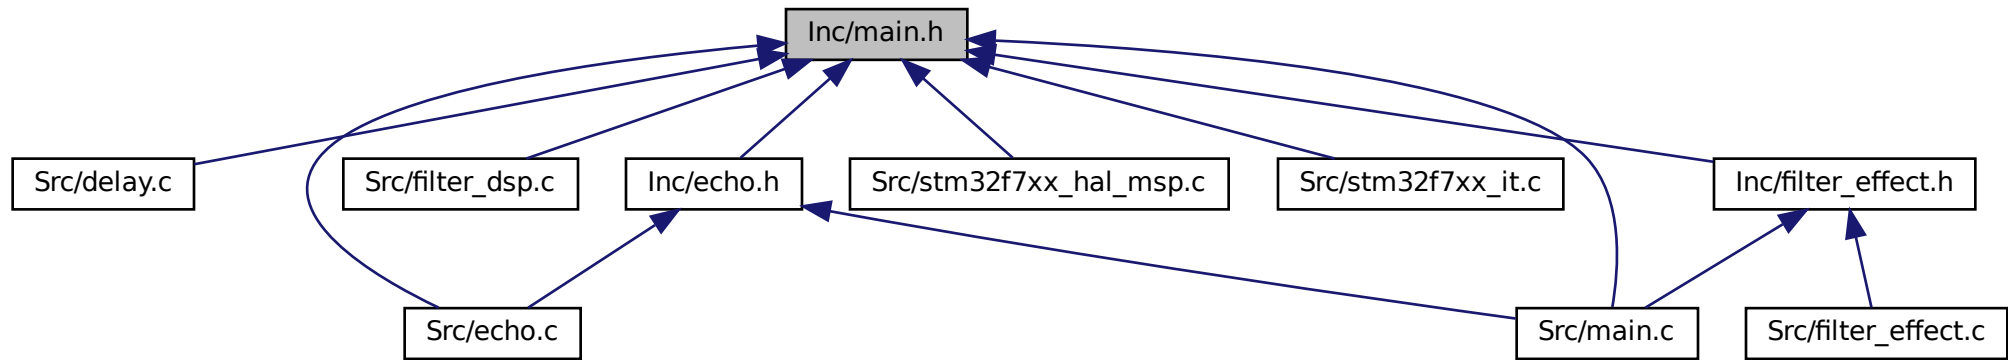 Inc/main.h
Src/delay.c
Src/filter_dsp.c
Inc/echo.h
Src/stm32f7xx_hal_msp.c
Src/stm32f7xx_it.c
Inc/filter_effect.h
Src/echo.c
Src/main.c
Src/filter_effect.c